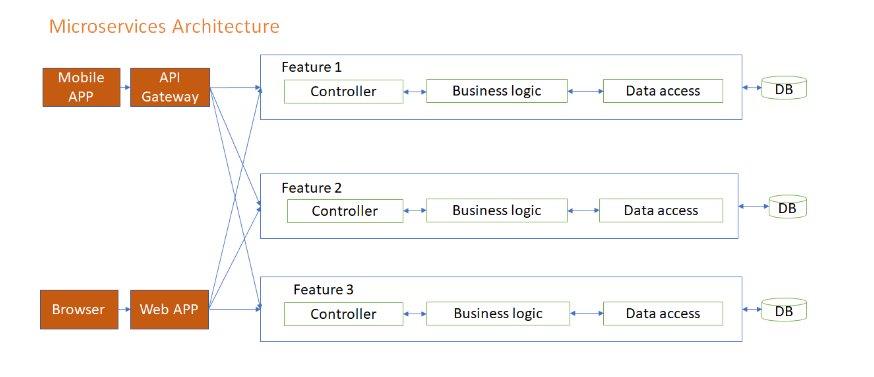 Microservices Architecture
Mobile
APP
API
Gateway
Feature 1
Controller
Business logic
Data access
DB
Feature 2
Controller
Business logic
Data access
DB
Browser
Web APP
Feature 3
Controller
Business logic
Data access
DB